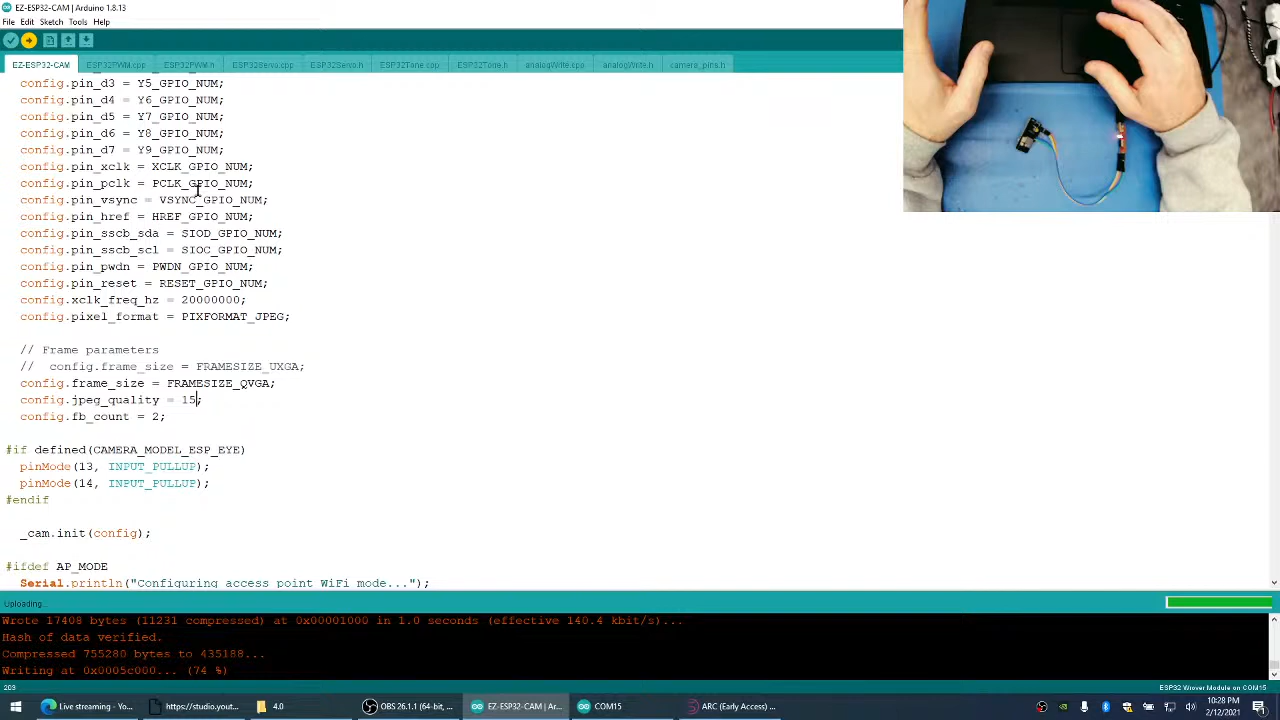 EZ-ESP32-CAM | Arduino 1.8.13
File Edit Sketch Tools Help
EZ-ESP32-CAM ESP32PWM.cpp ESP32PWM.h ESP32Servo.cpp ESP32Servo.h ESP32Tone.cpp ESP32Tone.h analogWrite.cpp analogWrite.h camera_pins.h
config.pin_d3 = Y5_GPIO_NUM;
config.pin_d4 = Y6_GPIO_NUM;
config.pin_d5 = Y7_GPIO_NUM;
config.pin_d6 = Y8_GPIO_NUM;
config.pin_d7 = Y9_GPIO_NUM;
config.pin_xclk = XCLK_GPIO_NUM;
config.pin_pclk = PCLK_GPIO_NUM;
config.pin_vsync = VSYNC_GPIO_NUM;
config.pin_href = HREF_GPIO_NUM;
config.pin_sscb_sda = SIOD_GPIO_NUM;
config.pin_sscb_scl = SIOC_GPIO_NUM;
config.pin_pwdn = PWDN_GPIO_NUM;
config.pin_reset = RESET_GPIO_NUM;
config.xclk_freq_hz = 20000000;
config.pixel_format = PIXFORMAT_JPEG;
// Frame parameters
//  config.frame_size = FRAMESIZE_UXGA;
config.frame_size = FRAMESIZE_QVGA;
config.jpeg_quality = 15;
config.fb_count = 2;
#if defined(CAMERA_MODEL_ESP_EYE)
pinMode(13, INPUT_PULLUP);
pinMode(14, INPUT_PULLUP);
#endif
_cam.init(config);
#ifdef AP_MODE
Serial.println("Configuring access point WiFi mode...");
Uploading...
Wrote 17408 bytes (11231 compressed) at 0x00001000 in 1.0 seconds (effective 140.4 kbit/s)...
Hash of data verified.
Compressed 755280 bytes to 435188...
Writing at 0x0005c000... (74 %)
203 ESP32 Wrover Module on COM15
Live streaming - Yo... https://studio.yout... 4.0 OBS 26.1.1 (64-bit, ... EZ-ESP32-CAM | Ar... COM15 ARC (Early Access) ... 10:28 PM
2/12/2021